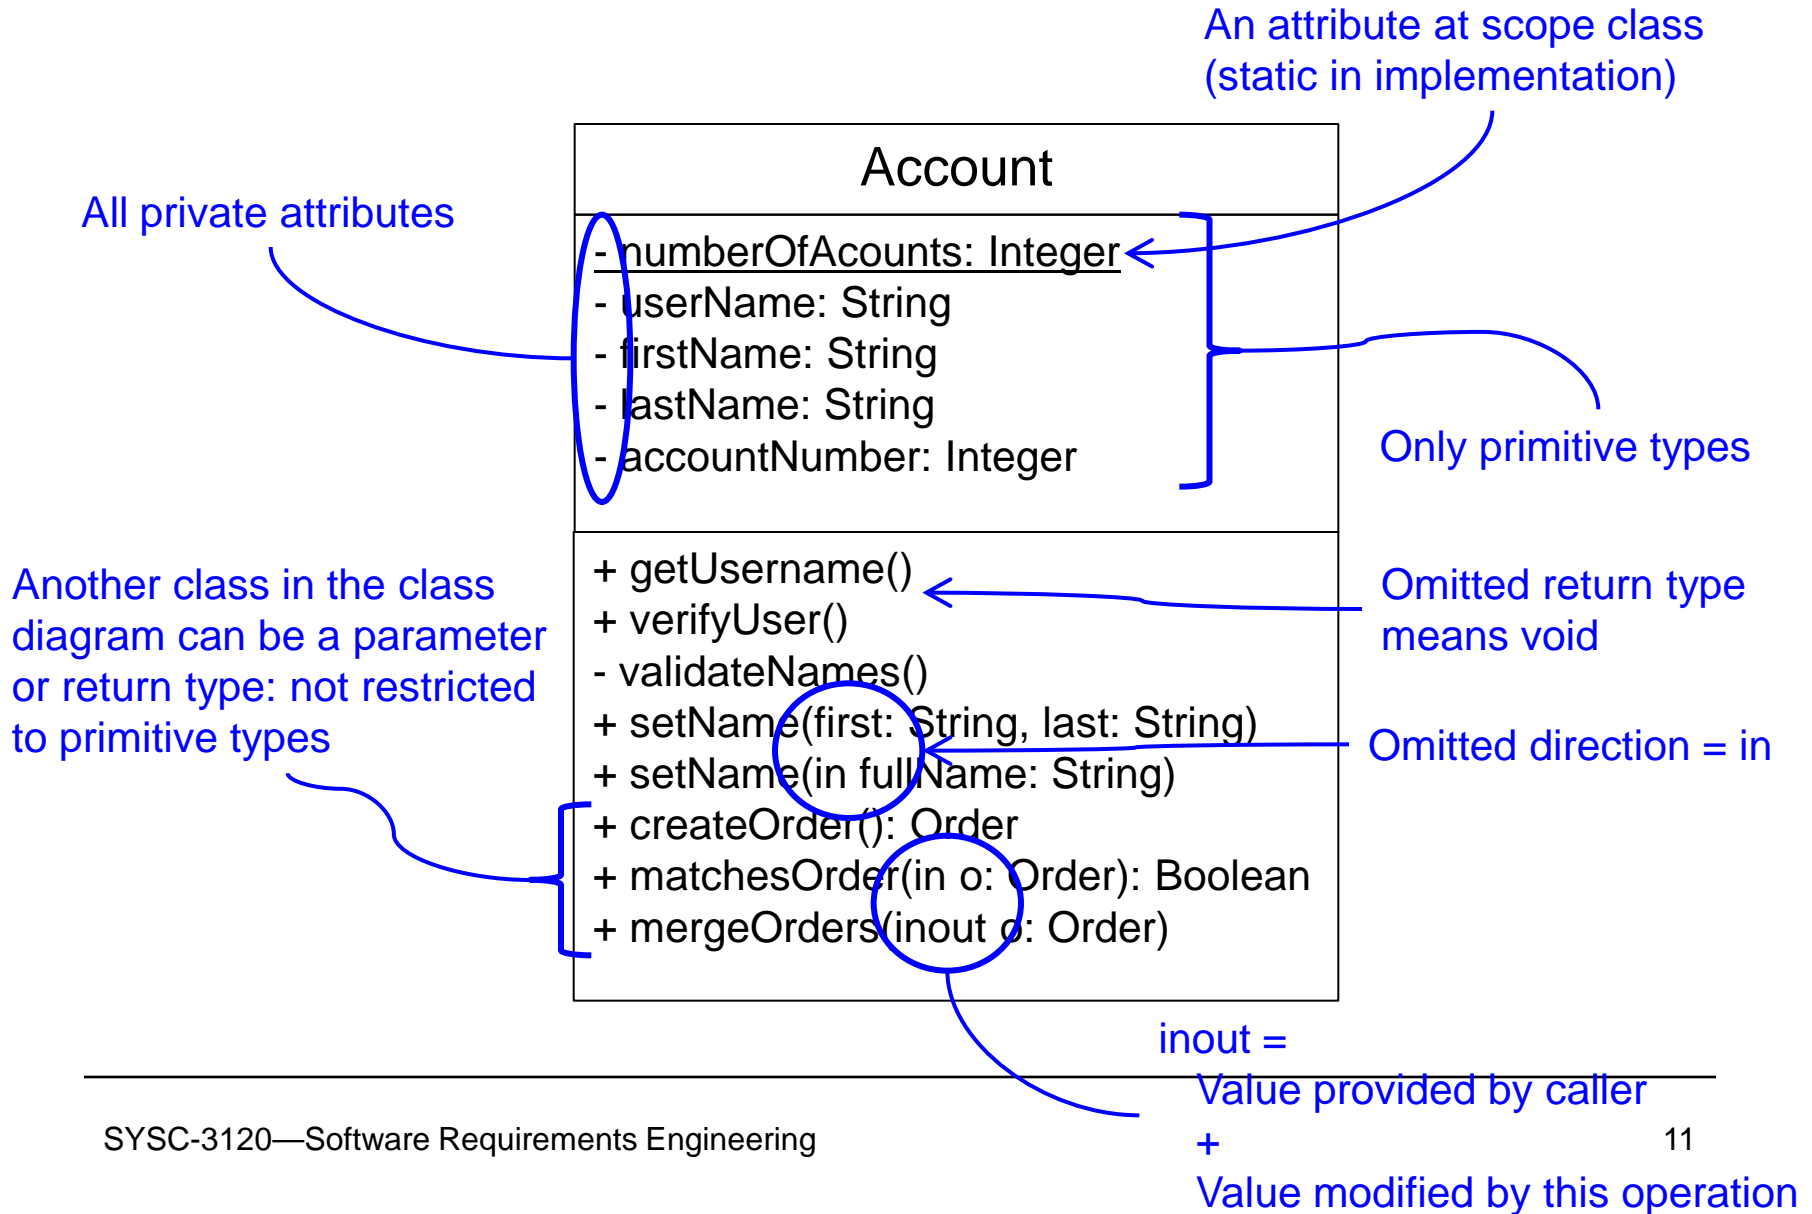 An attribute at scope class
(static in implementation)
Account
All private attributes
- numberOfAcounts: Integer
- userName: String
- firstName: String
- lastName: String
- accountNumber: Integer
Only primitive types
Another class in the class
diagram can be a parameter
or return type: not restricted
to primitive types
+ getUsername()
+ verifyUser()
- validateNames()
+ setName(first: String, last: String)
+ setName(in fullName: String)
+ createOrder(): Order
+ matchesOrder(in o: Order): Boolean
+ mergeOrders(inout o: Order)
Omitted return type
means void
Omitted direction = in
inout =
Value provided by caller
+
Value modified by this operation
SYSC-3120—Software Requirements Engineering
11